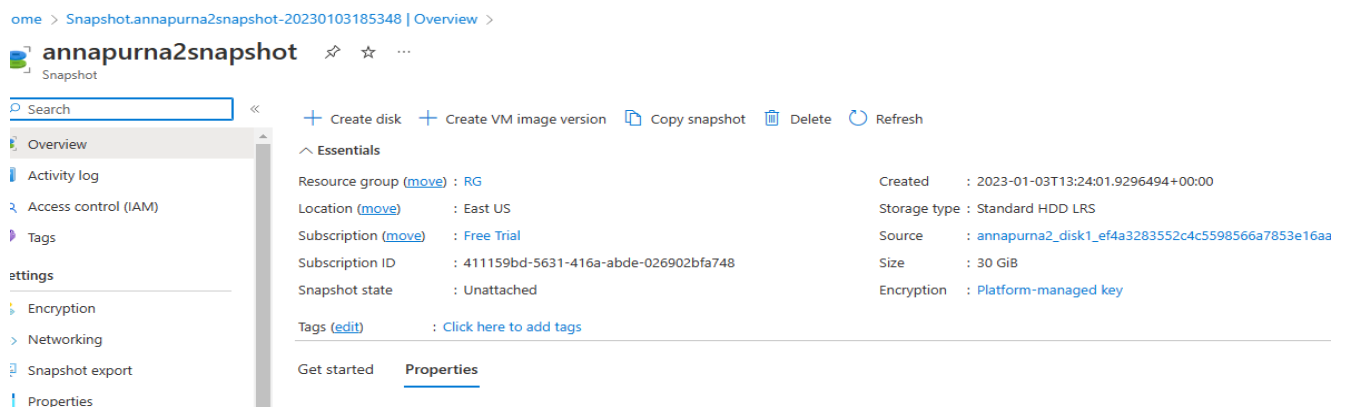 ome > Snapshot.annapurna2snapshot-20230103185348 | Overview >
annapurna2snapshot
Snapshot
Search
Overview
Activity log
Access control (IAM)
Tags
ettings
Encryption
Networking
Snapshot export
Properties
Create disk Create VM image version Copy snapshot Delete Refresh
Essentials
Resource group (move) : RG
Location (move) : East US
Subscription (move) : Free Trial
Subscription ID : 411159bd-5631-416a-abde-026902bfa748
Snapshot state : Unattached
Created : 2023-01-03T13:24:01.9296494+00:00
Storage type : Standard HDD LRS
Source : annapurna2_disk1_ef4a3283552c4c5598566a7853e16aa
Size : 30 GiB
Encryption : Platform-managed key
Tags (edit) : Click here to add tags
Get started Properties